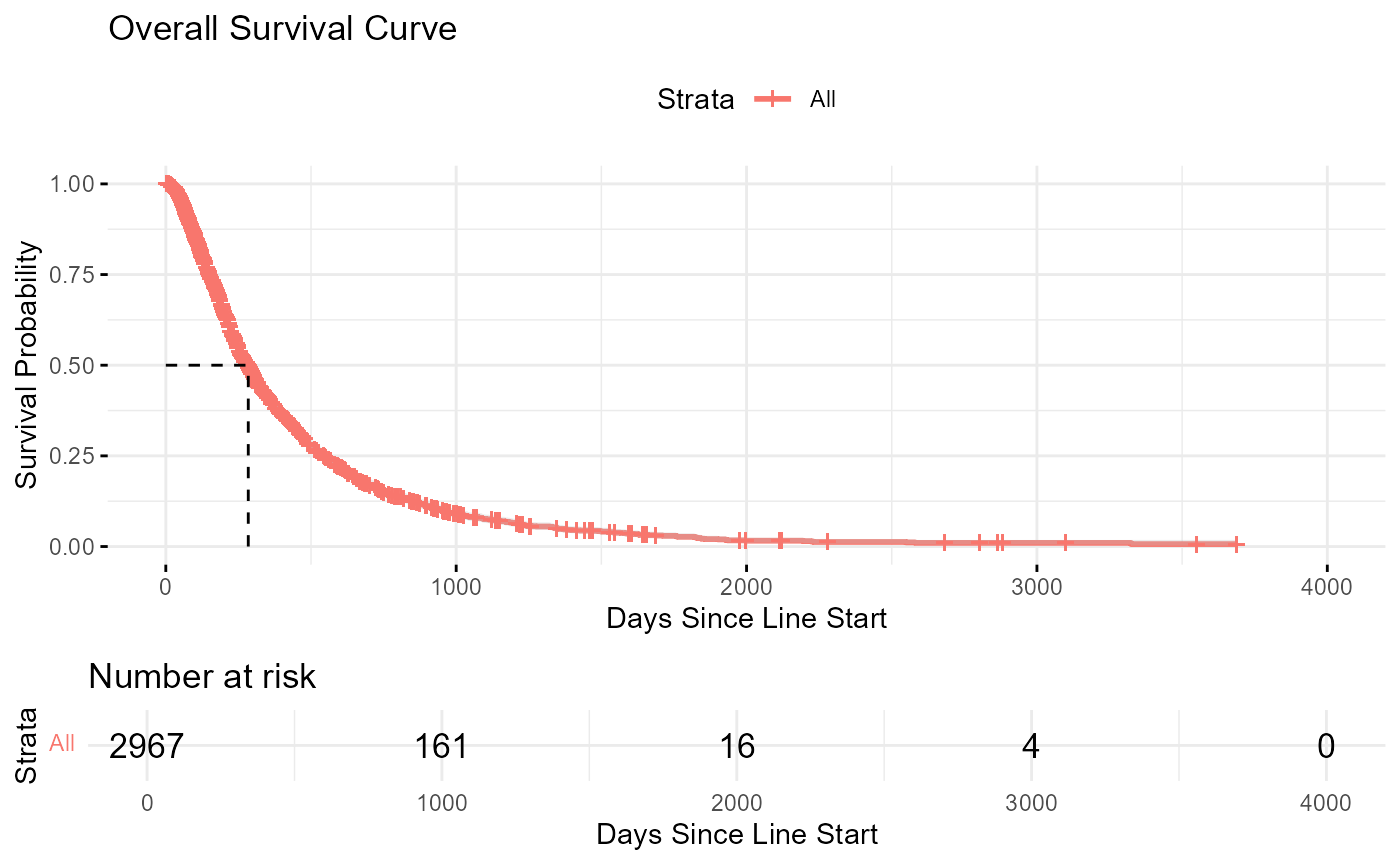 Overall Survival Curve
Strata All
Survival Probability
1.00
0.75
0.50
0.25
0.00
0 1000 2000 3000 4000
Days Since Line Start
Number at risk
Strata
All 2967 161 16 4 0
0 1000 2000 3000 4000
Days Since Line Start